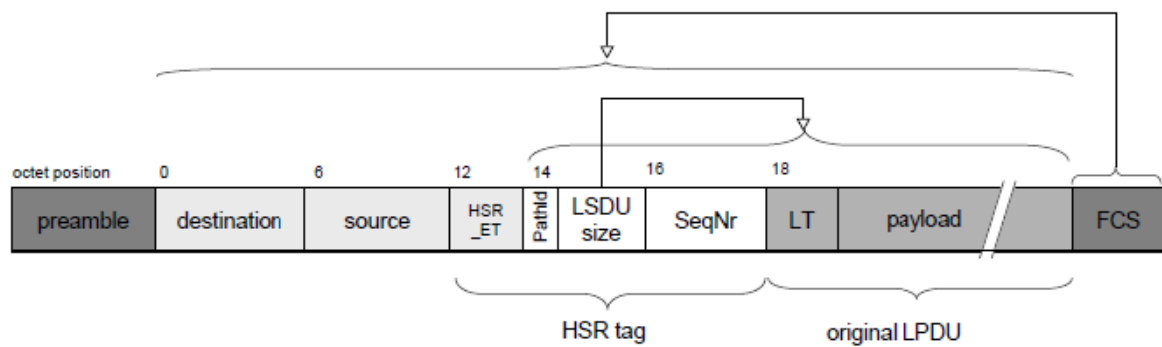 octet position 0 6 12 14 16 18
preamble destination source HSR _ET PathId LSDU size SeqNr LT payload FCS
HSR tag original LPDU